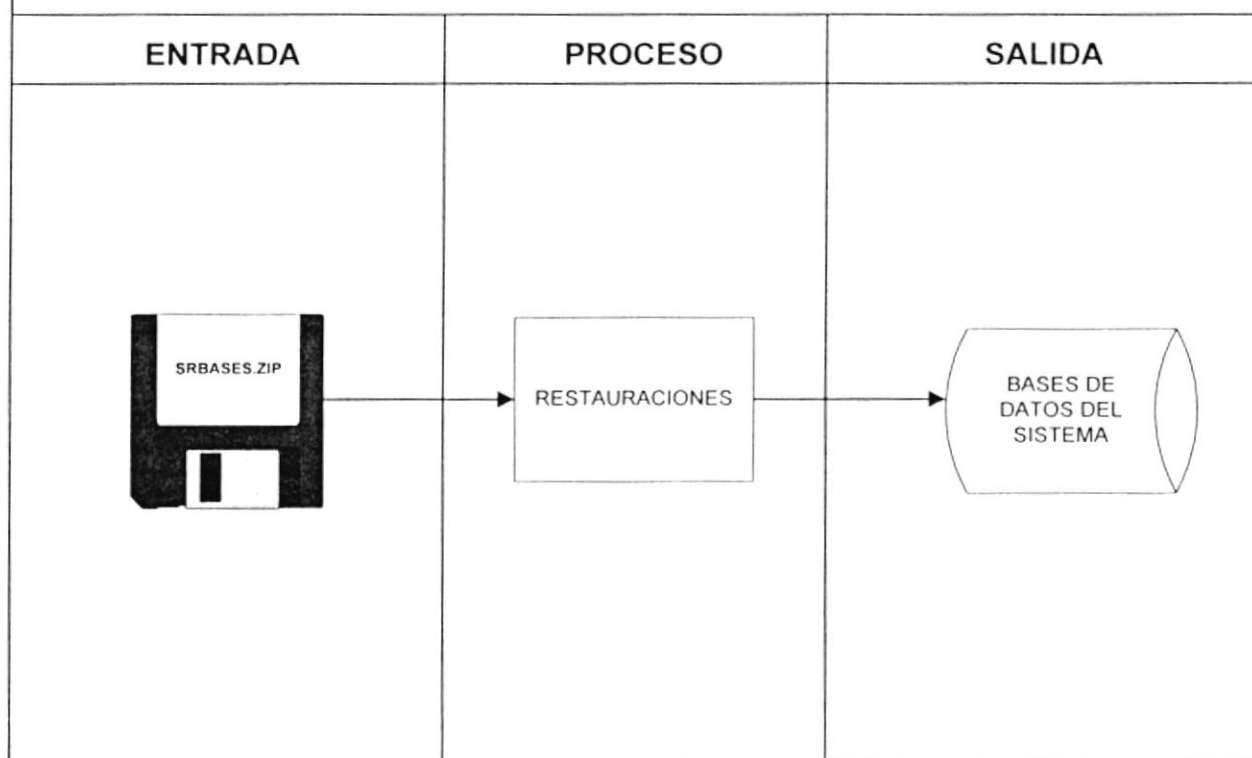 ENTRADA
PROCESO
SALIDA
SRBASES.ZIP
RESTAURACIONES
BASES DE
DATOS DEL
SISTEMA